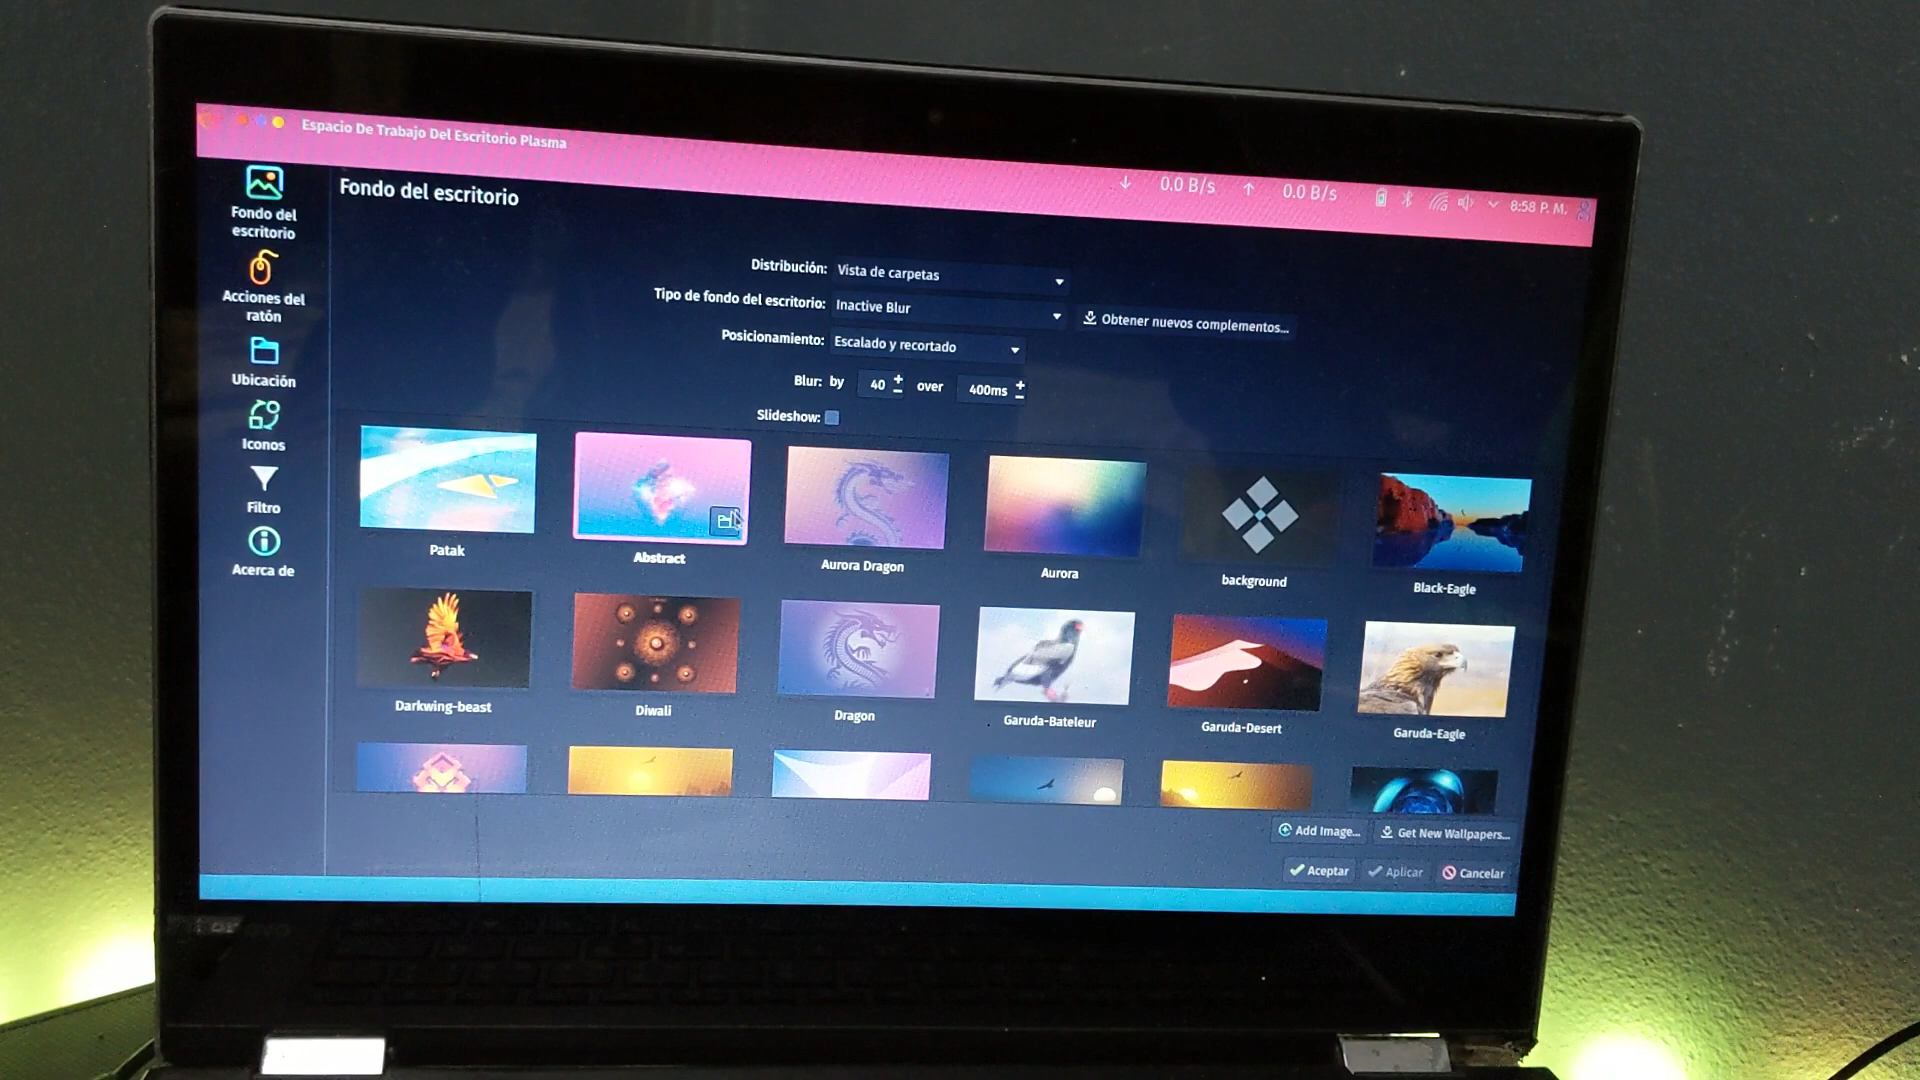 Espacio De Trabajo Del Escritorio Plasma
0.0 B/s
0.0 B/s
8:58 P. M.
Fondo del
escritorio
Acciones del
ratón
Ubicación
Iconos
Filtro
Acerca de
Fondo del escritorio
Distribución: Vista de carpetas
Tipo de fondo del escritorio: Inactive Blur
Obtener nuevos complementos...
Posicionamiento: Escalado y recortado
Blur: by 40 + − over 400ms + −
Slideshow:
Patak
Abstract
Aurora Dragon
Aurora
background
Black-Eagle
Darkwing-beast
Diwali
Dragon
Garuda-Bateleur
Garuda-Desert
Garuda-Eagle
Add Image...
Get New Wallpapers...
Aceptar
Aplicar
Cancelar